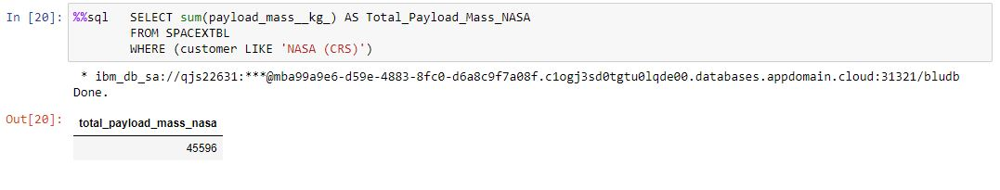 In [20]: %%sql SELECT sum(payload_mass__kg_) AS Total_Payload_Mass_NASA
FROM SPACEXTBL
WHERE (customer LIKE 'NASA (CRS)')
* ibm_db_sa://qjs22631:***@mba99a9e6-d59e-4883-8fc0-d6a8c9f7a08f.c1ogj3sd0tgtu0lqde00.databases.appdomain.cloud:31321/bludb
Done.
Out[20]: total_payload_mass_nasa
45596